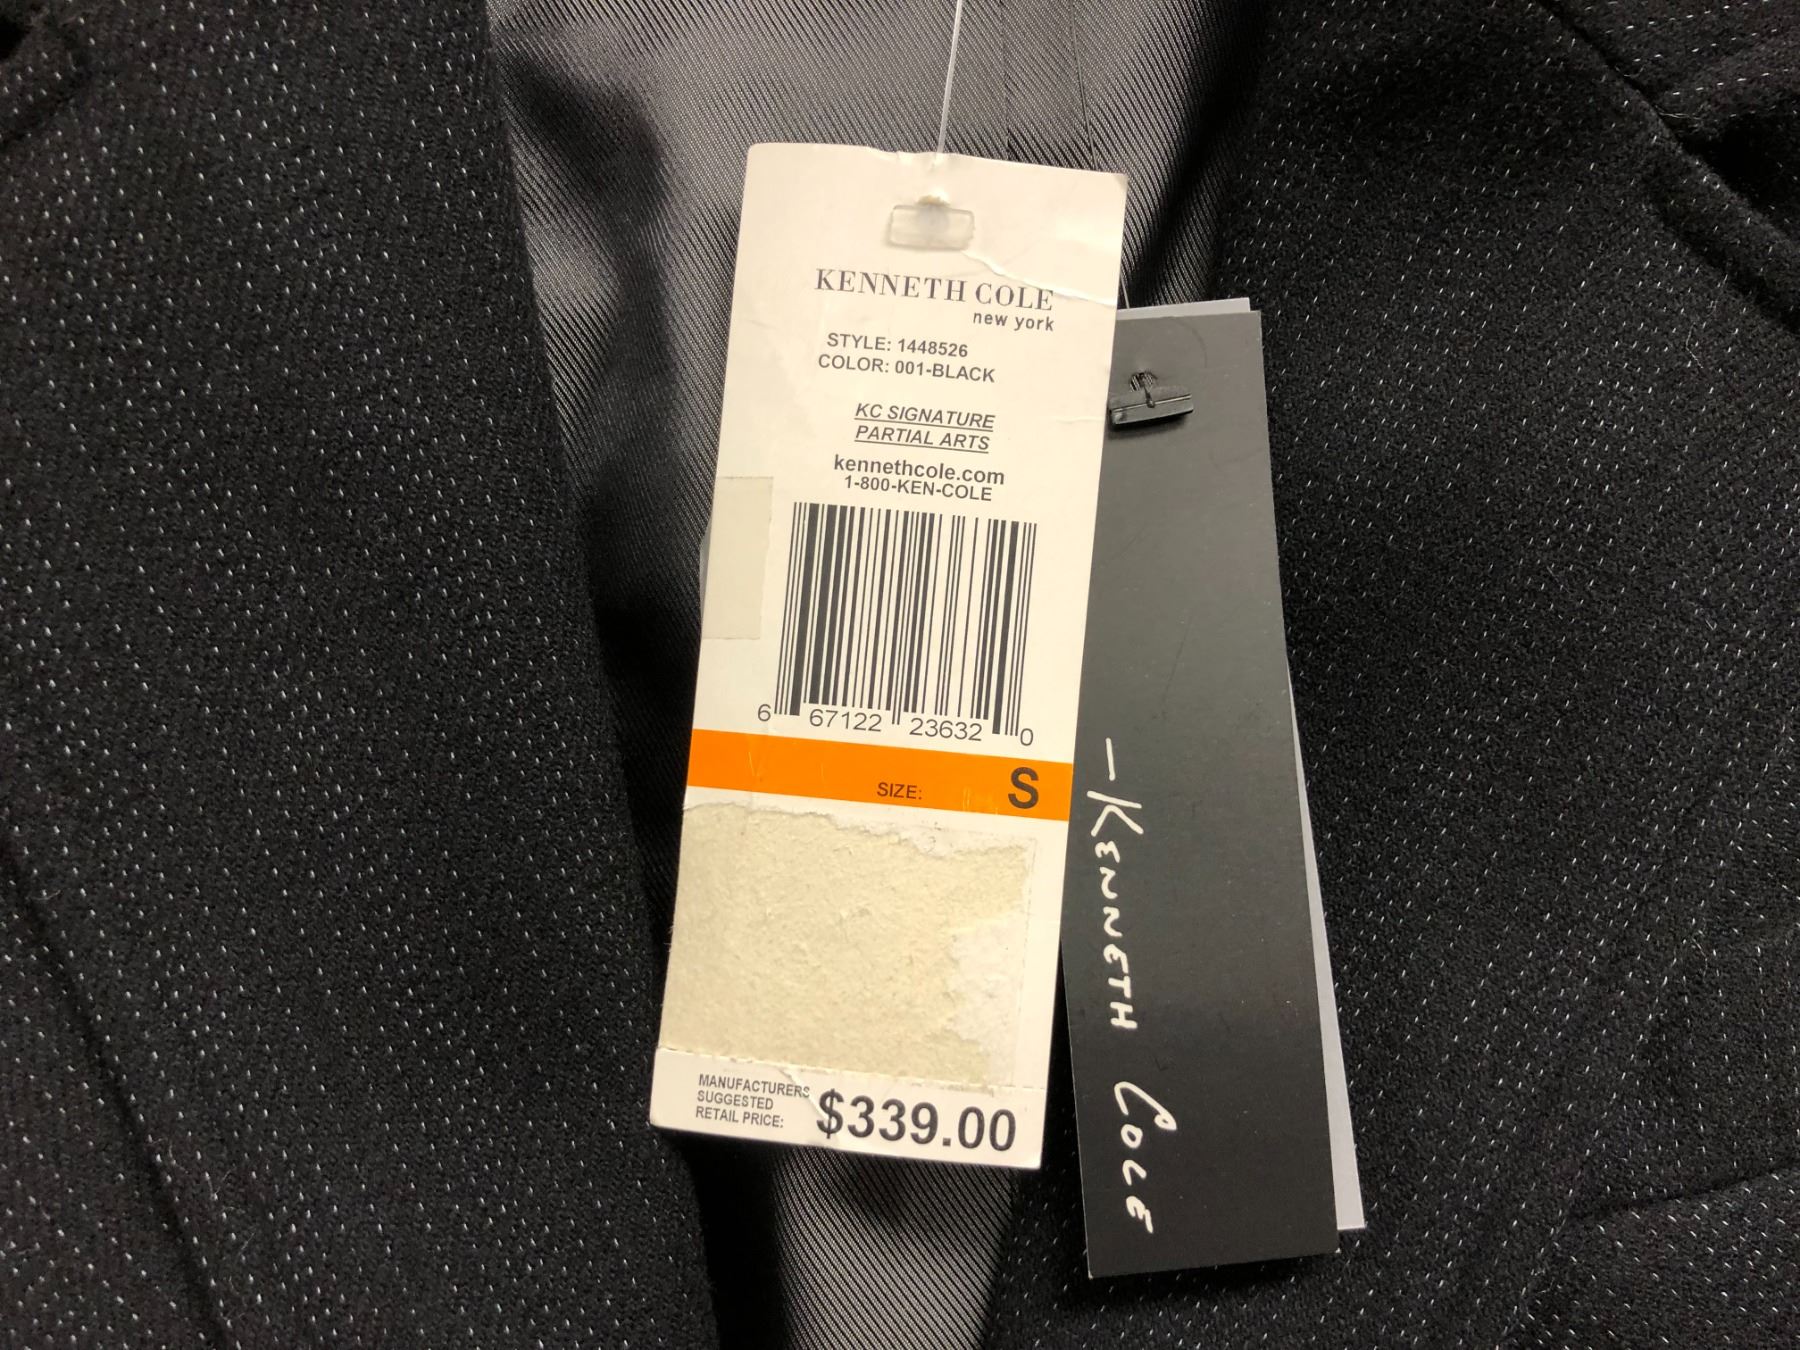 KENNETH COLE
new york
STYLE: 1448526
COLOR: 001-BLACK
KC SIGNATURE
PARTIAL ARTS
kennethcole.com
1-800-KEN-COLE
6 67122 23632 0
SIZE: S
MANUFACTURERS
SUGGESTED
RETAIL PRICE: $339.00
- KENNETH COLE